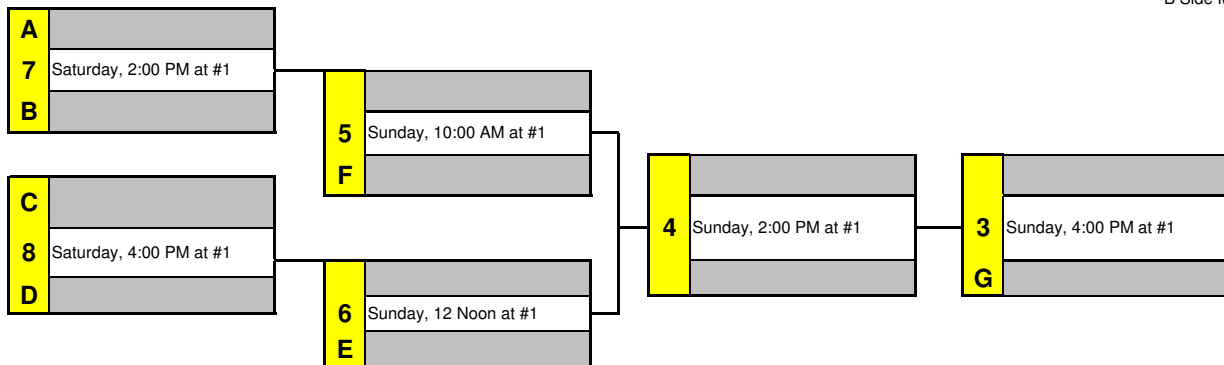 B Side
A
7 Saturday, 2:00 PM at #1
B
5 Sunday, 10:00 AM at #1
F
C
8 Saturday, 4:00 PM at #1
D
4 Sunday, 2:00 PM at #1
3 Sunday, 4:00 PM at #1
G
6 Sunday, 12 Noon at #1
E